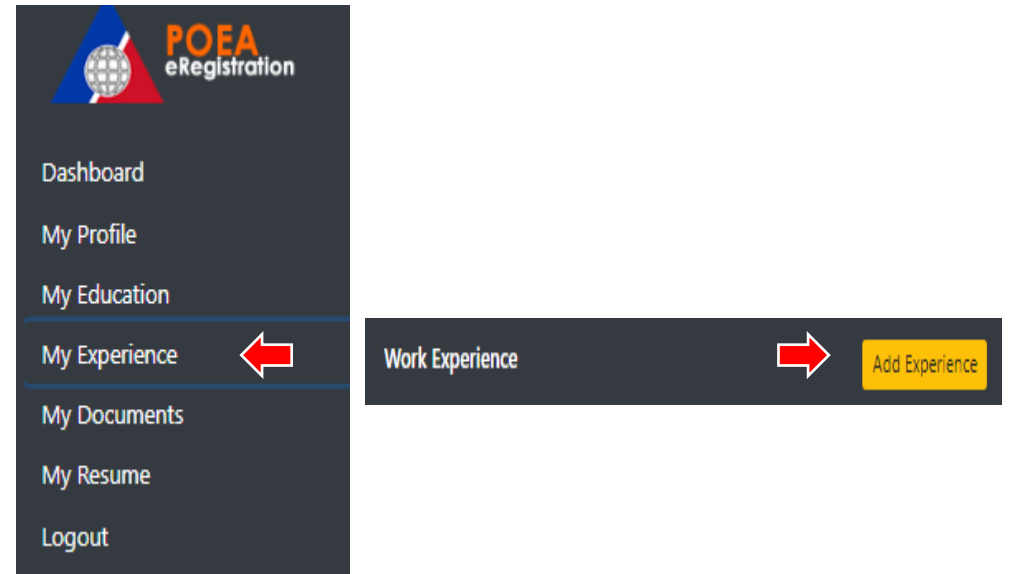 POEA
eRegistration
Dashboard
My Profile
My Education
My Experience
My Documents
My Resume
Logout
Work Experience
Add Experience